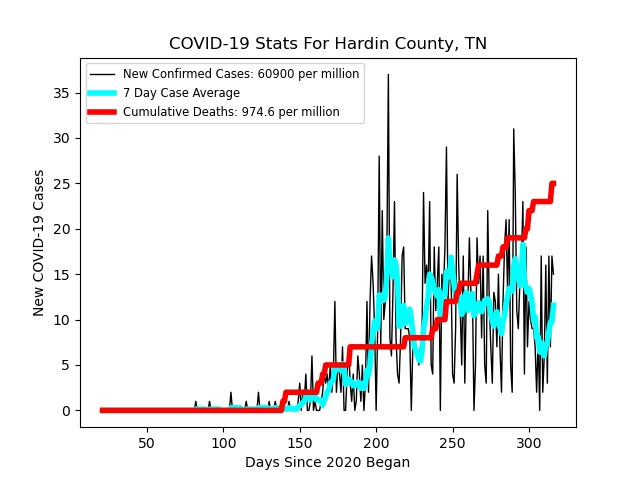 COVID-19 Stats For Hardin County, TN
New Confirmed Cases: 60900 per million
7 Day Case Average
Cumulative Deaths: 974.6 per million
New COVID-19 Cases
35
30
25
20
15
10
5
0
50 100 150 200 250 300
Days Since 2020 Began